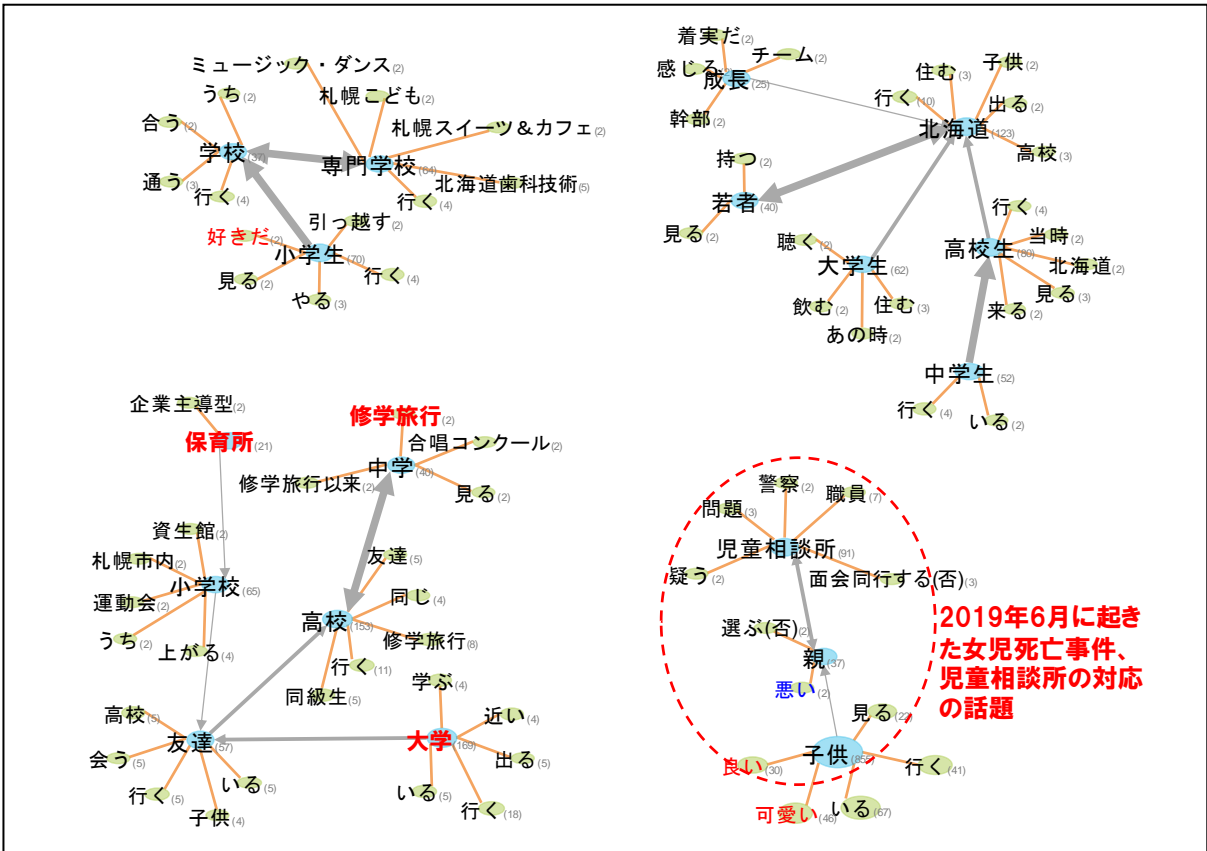 ミュージック・ダンス(2)
うち(2)
札幌こども(2)
合う(2)
札幌スイーツ&カフェ(2)
学校(37)
専門学校(64)
通う(3)
北海道歯科技術(5)
行く(4)
行く(4)
引っ越す(2)
好きだ(2)
小学生(70)
見る(2)
行く(4)
やる(3)
着実だ(2)
チーム(2)
感じる
成長(25)
幹部(2)
子供(2)
住む(3)
行く(10)
出る(2)
北海道(123)
高校(3)
持つ(2)
若者(40)
見る(2)
行く(4)
聴く(2)
当時(2)
高校生(80)
大学生(62)
北海道(2)
見る(3)
飲む(2)
住む(3)
来る(2)
あの時(2)
中学生(52)
行く(4)
いる(2)
企業主導型(2)
保育所(21)
修学旅行(2)
合唱コンクール(2)
中学(40)
修学旅行以来(2)
見る(2)
資生館(2)
札幌市内(2)
小学校(65)
運動会(2)
うち(2)
上がる(4)
友達(5)
同じ(4)
高校(153)
修学旅行(8)
行く(11)
同級生(5)
学ぶ(4)
近い(4)
高校(5)
友達(57)
大学(169)
会う(5)
出る(5)
行く(5)
いる(5)
いる(5)
行く(18)
子供(4)
警察(2)
職員(7)
問題(3)
児童相談所(91)
疑う(2)
面会同行する(否)(3)
選ぶ(否)(2)
親(37)
悪い(2)
2019年6月に起き
た女児死亡事件、
児童相談所の対応
の話題
見る(22)
子供
良い(30)
行く(41)
可愛い(46)
いる(67)